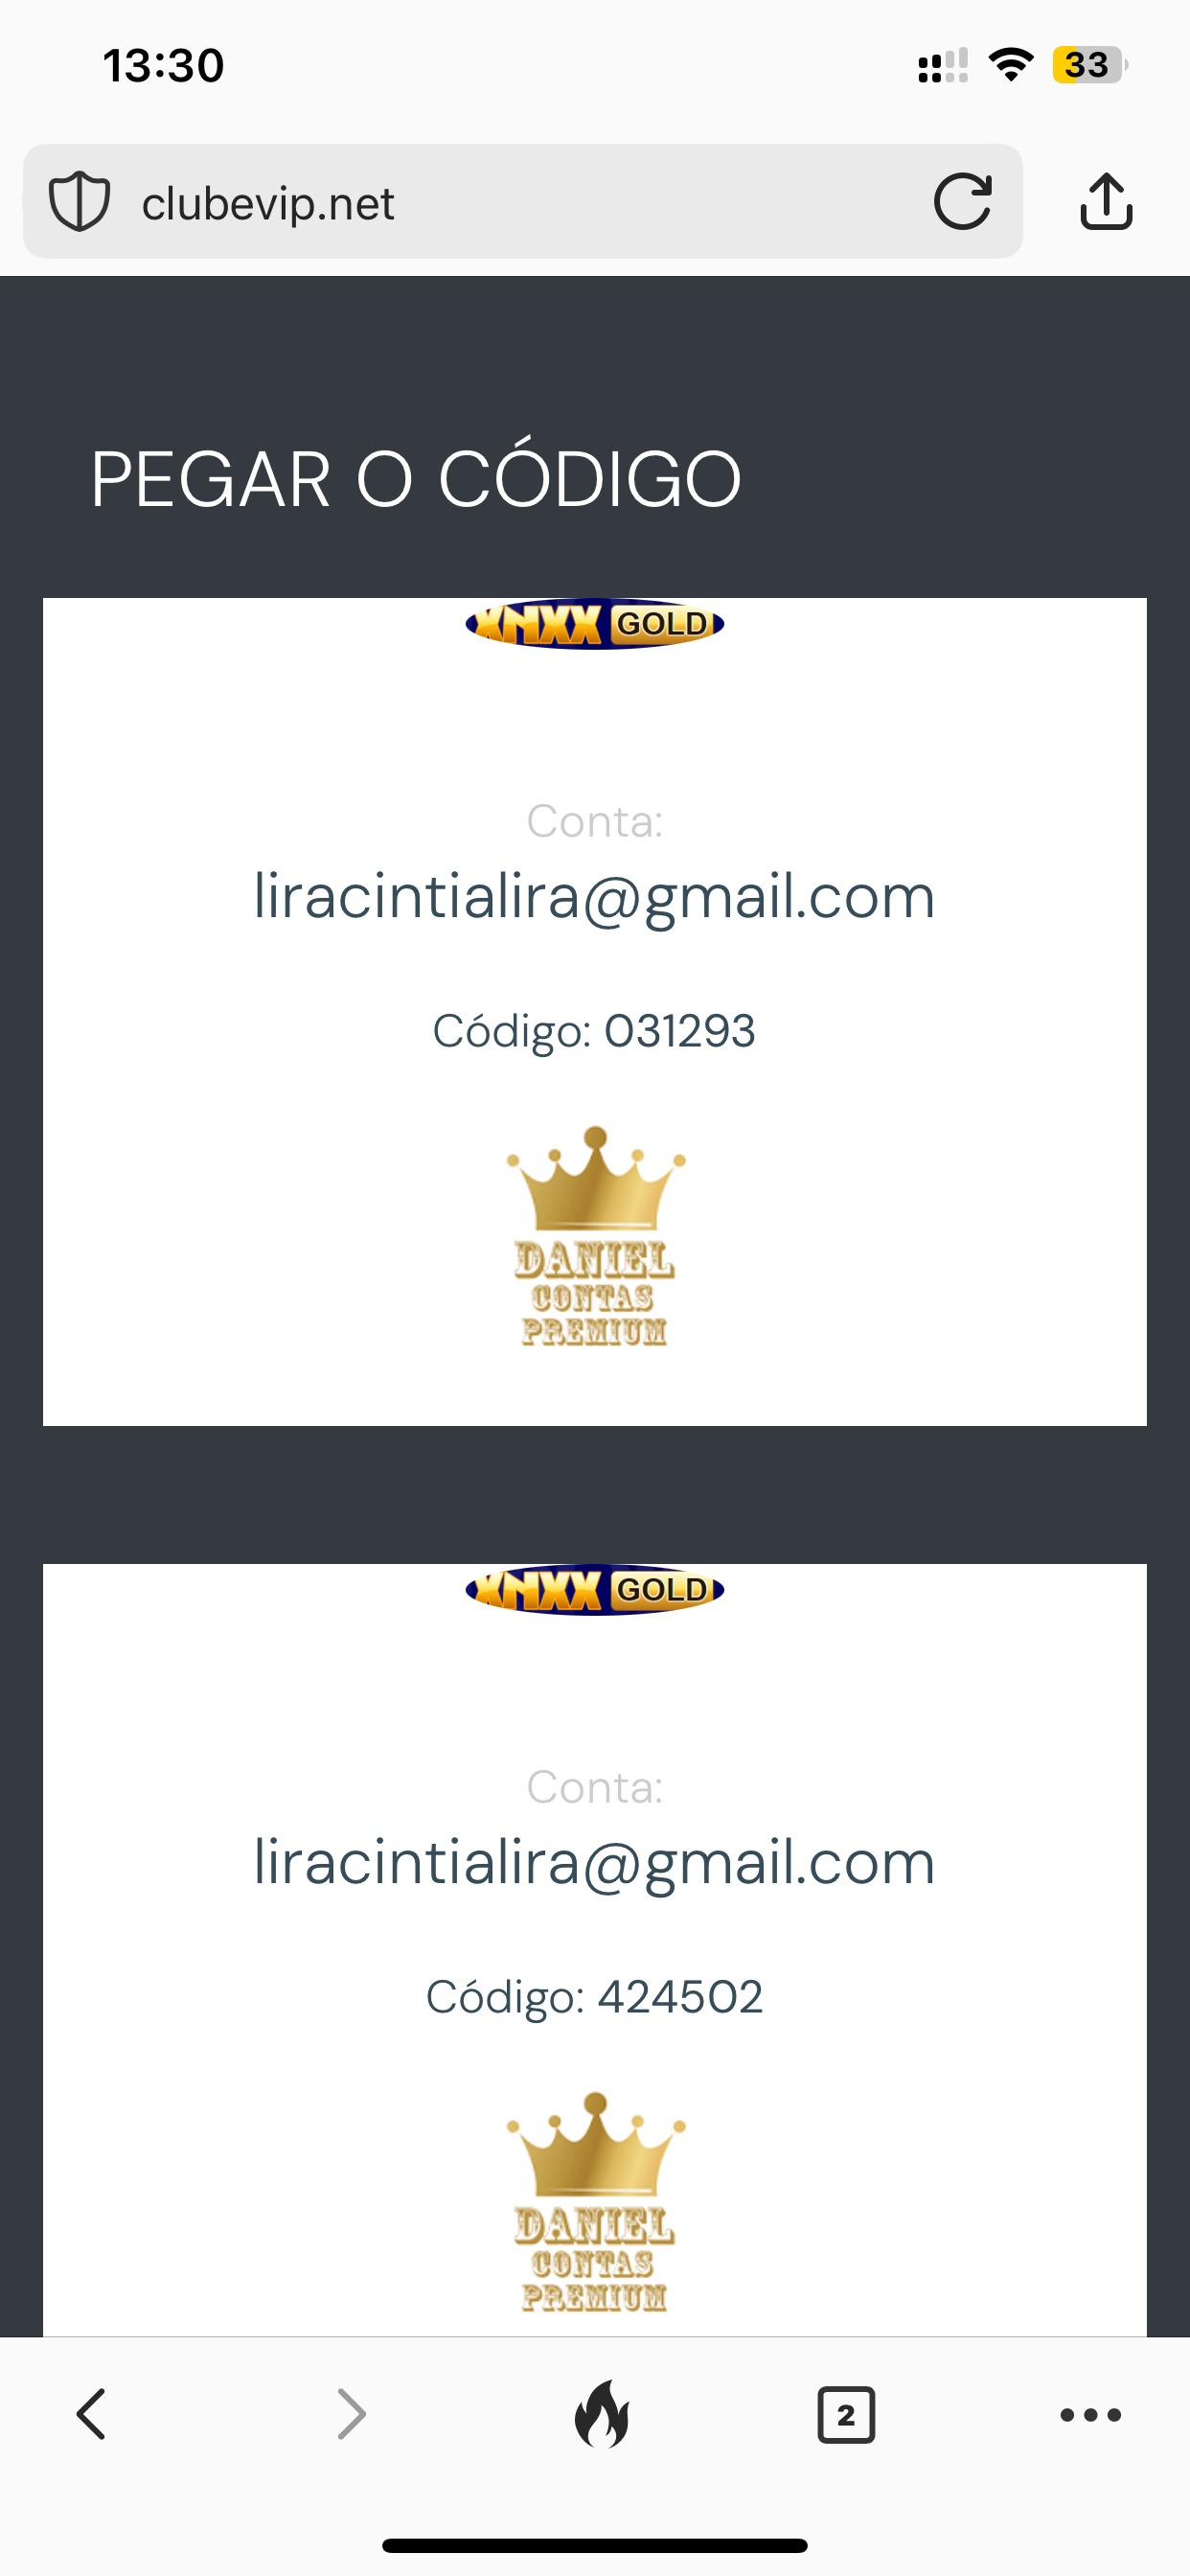 13:30
33
clubevip.net
PEGAR O CÓDIGO
XNXX GOLD
Conta:
liracintialira@gmail.com
Código: 031293
DANIEL
CONTAS
PREMIUM
XNXX GOLD
Conta:
liracintialira@gmail.com
Código: 424502
DANIEL
CONTAS
PREMIUM
2